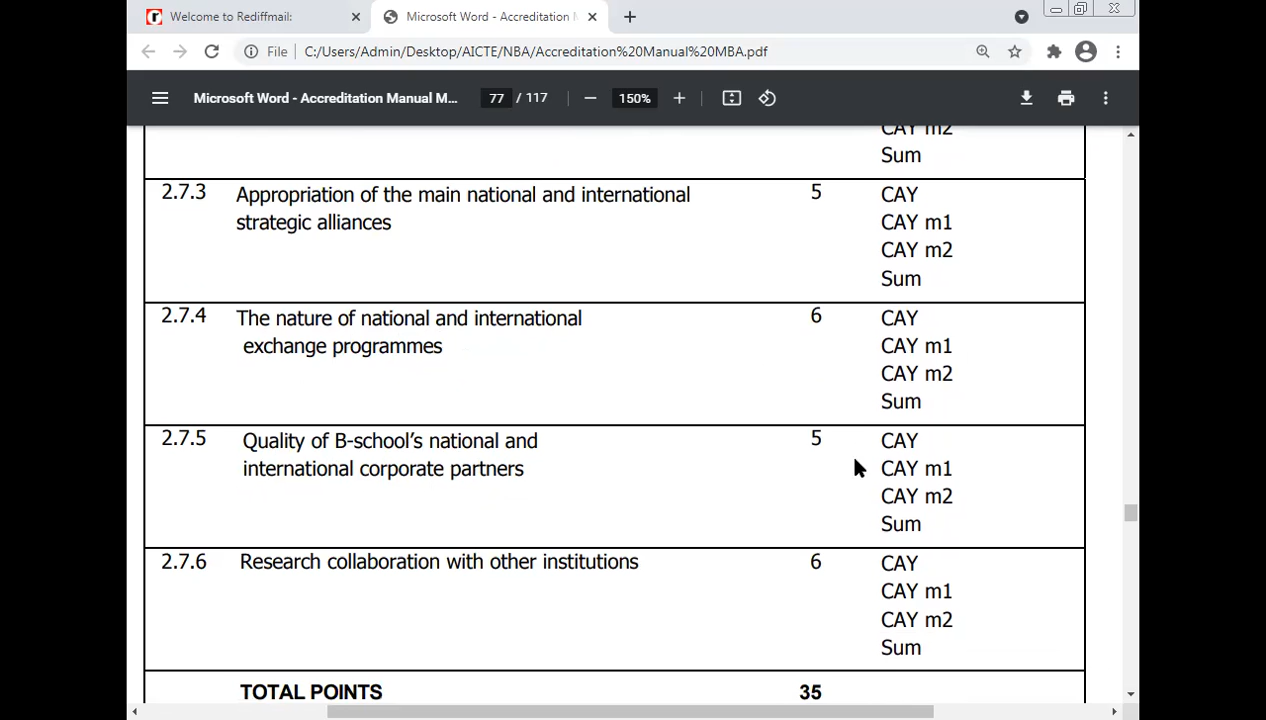 Welcome to Rediffmail:
Microsoft Word - Accreditation
File
C:/Users/Admin/Desktop/AICTE/NBA/Accreditation%20Manual%20MBA.pdf
Microsoft Word - Accreditation Manual M...
77 / 117
150%
CAY m2
Sum
2.7.3 Appropriation of the main national and international 5 CAY
strategic alliances CAY m1
CAY m2
Sum
2.7.4 The nature of national and international 6 CAY
exchange programmes CAY m1
CAY m2
Sum
2.7.5 Quality of B-school’s national and 5 CAY
international corporate partners CAY m1
CAY m2
Sum
2.7.6 Research collaboration with other institutions 6 CAY
CAY m1
CAY m2
Sum
TOTAL POINTS 35